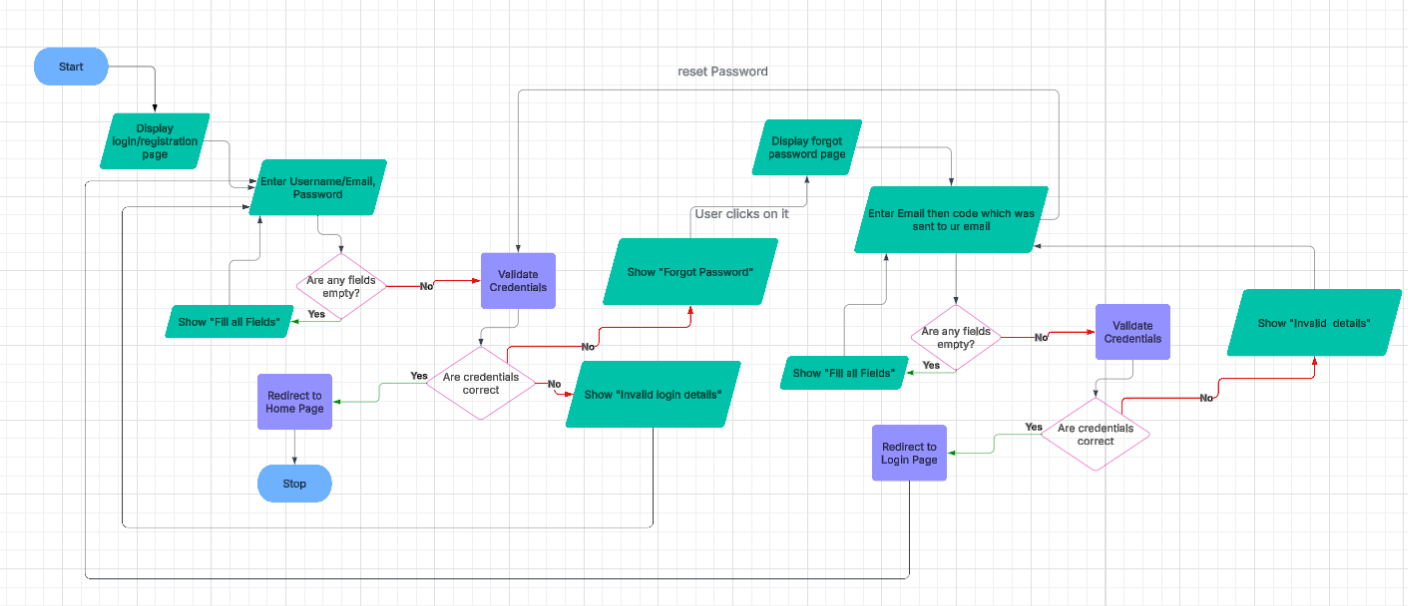 Start
reset Password
Display
login/registration
page
Display forgot
password page
Enter Username/Email,
Password
User clicks on it
Enter Email then code which was
sent to ur email
Are any fields
empty?
No
Validate
Credentials
Show "Forgot Password"
Yes
Show "Fill all Fields"
Are any fields
empty?
No
Validate
Credentials
Show "Invalid  details"
Yes
Show "Fill all Fields"
No
Yes
Are credentials
correct
No
Show "Invalid login details"
Redirect to
Home Page
Stop
No
Yes
Are credentials
correct
Redirect to
Login Page